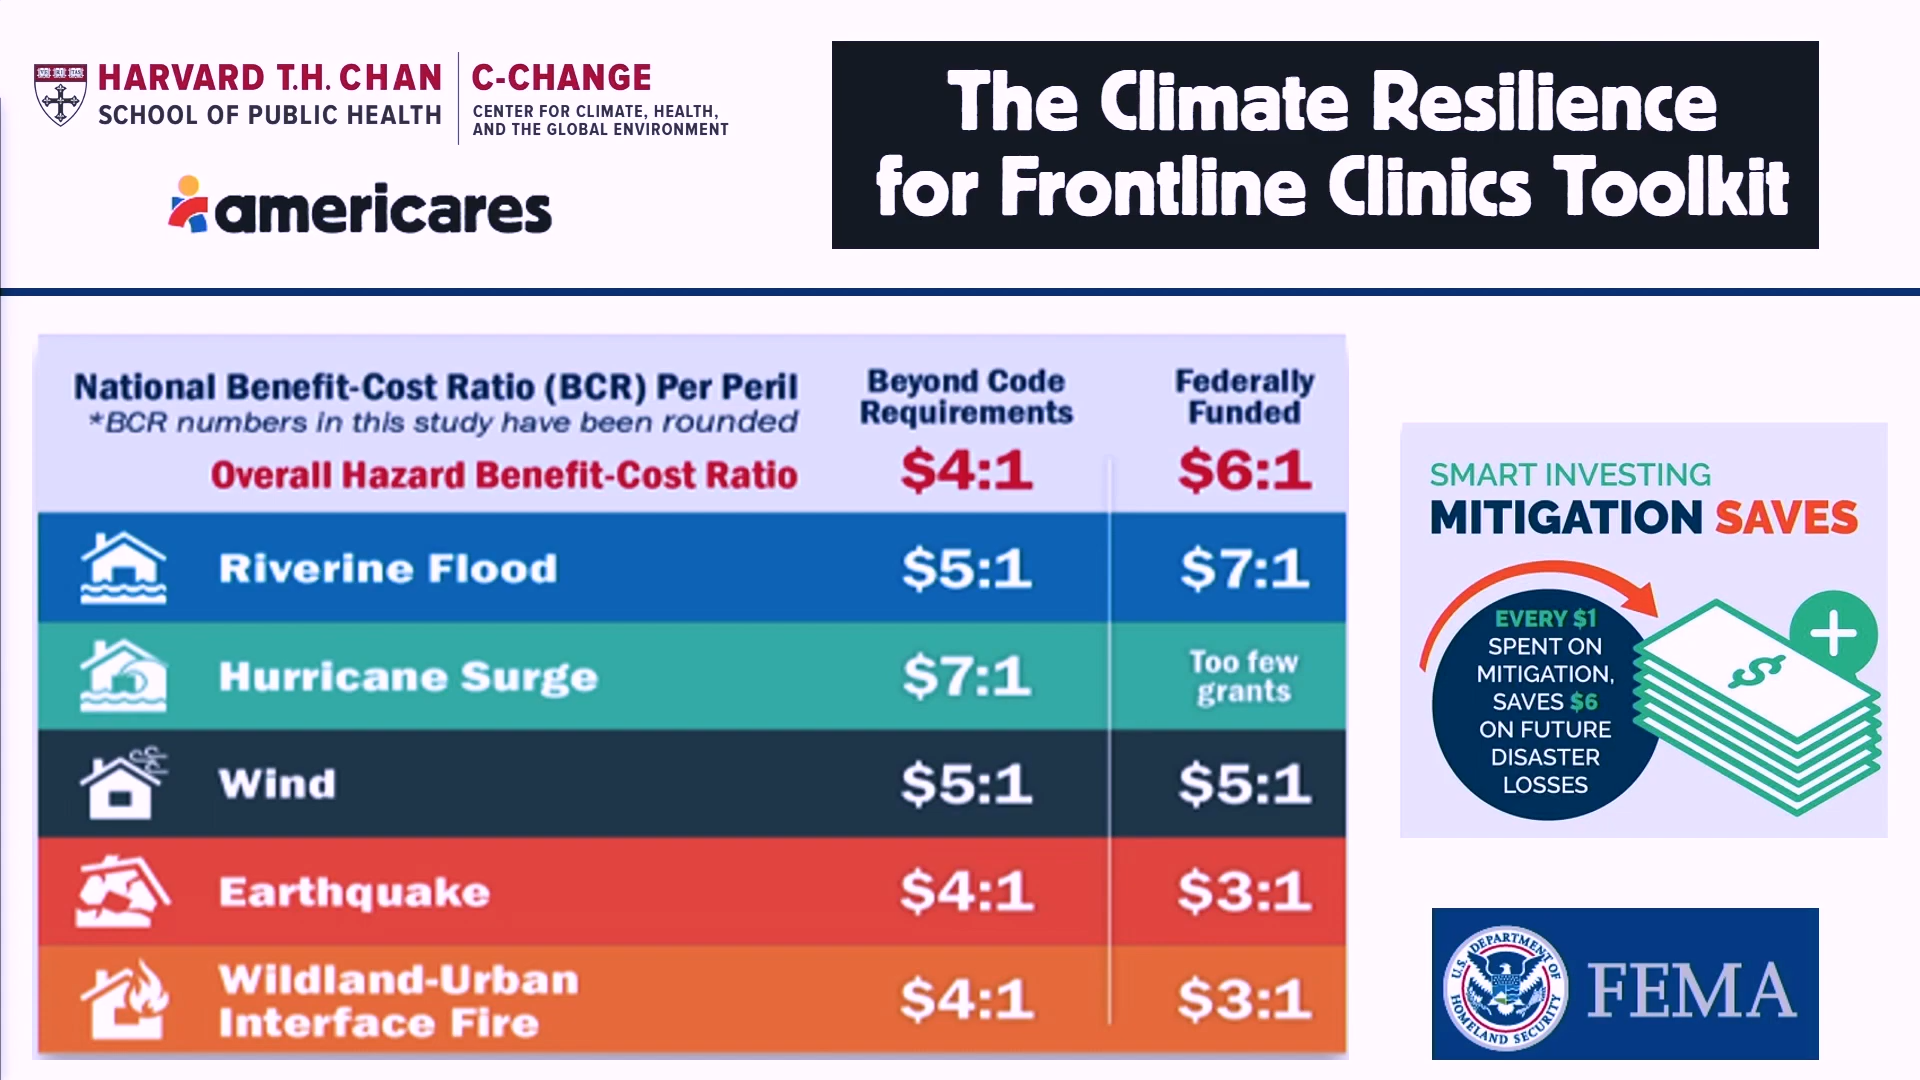 HARVARD T.H. CHAN
SCHOOL OF PUBLIC HEALTH
C-CHANGE
CENTER FOR CLIMATE, HEALTH,
AND THE GLOBAL ENVIRONMENT
americares
The Climate Resilience
for Frontline Clinics Toolkit
National Benefit-Cost Ratio (BCR) Per Peril
*BCR numbers in this study have been rounded
Beyond Code
Requirements
Federally
Funded
Overall Hazard Benefit-Cost Ratio $4:1 $6:1
Riverine Flood $5:1 $7:1
Hurricane Surge $7:1 Too few
grants
Wind $5:1 $5:1
Earthquake $4:1 $3:1
Wildland-Urban
Interface Fire $4:1 $3:1
SMART INVESTING
MITIGATION SAVES
EVERY $1
SPENT ON
MITIGATION,
SAVES $6
ON FUTURE
DISASTER
LOSSES
$
U.S. DEPARTMENT OF
HOMELAND SECURITY
FEMA